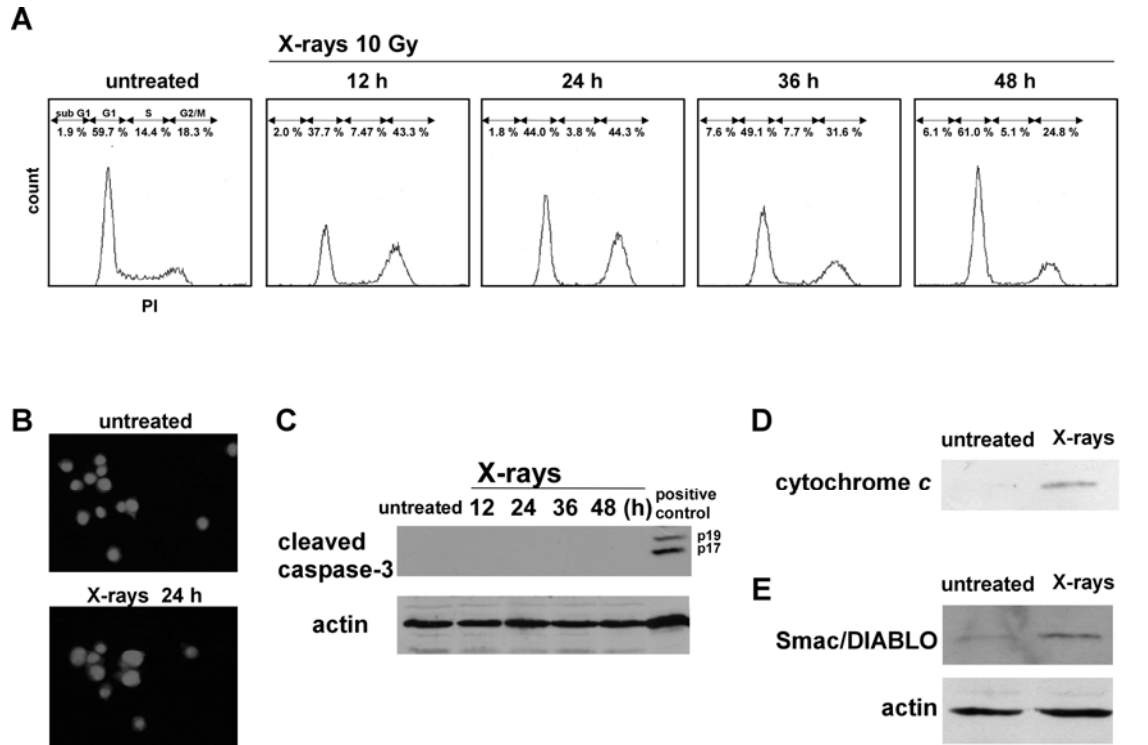 A
X-rays 10 Gy
untreated
12 h
24 h
36 h
48 h
sub G1 G1 S G2/M
1.9 % 59.7 % 14.4 % 18.3 %
2.0 % 37.7 % 7.47 % 43.3 %
1.8 % 44.0 % 3.8 % 44.3 %
7.6 % 49.1 % 7.7 % 31.6 %
6.1 % 61.0 % 5.1 % 24.8 %
count
PI
B
untreated
X-rays 24 h
C
X-rays
untreated 12 24 36 48 (h) positive control
cleaved caspase-3
p19
p17
actin
D
untreated X-rays
cytochrome c
E
untreated X-rays
Smac/DIABLO
actin